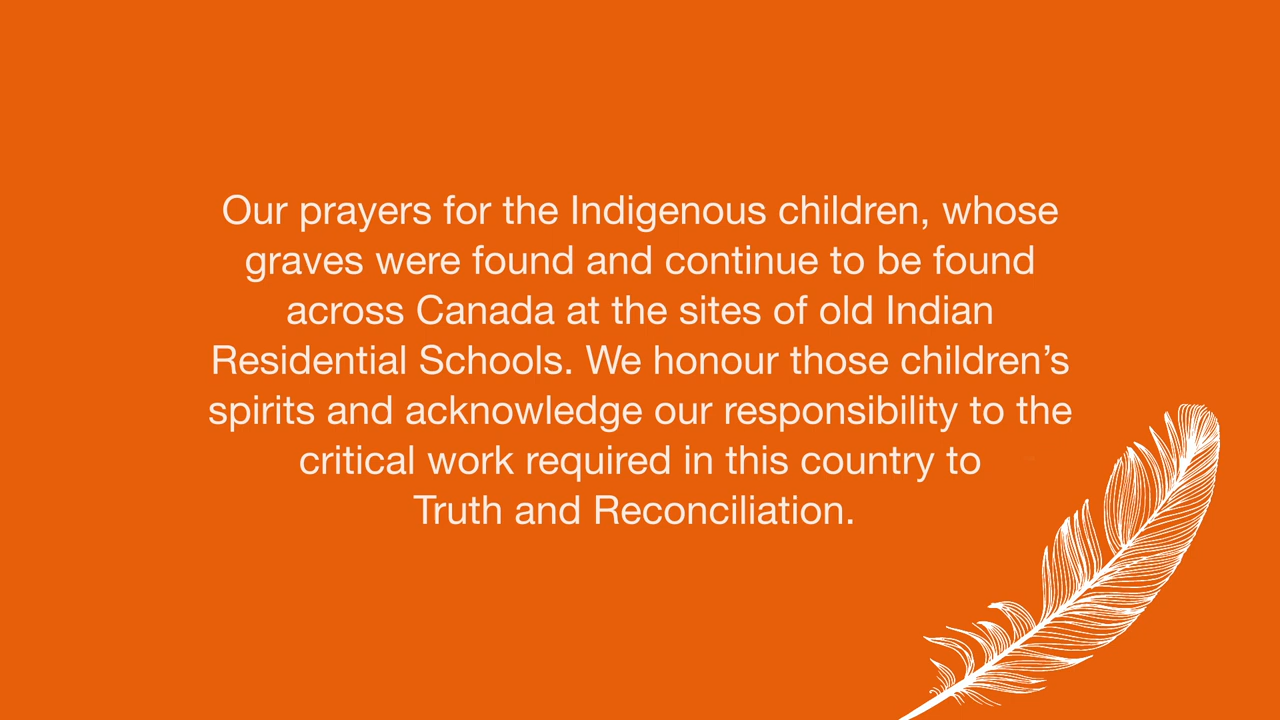 Our prayers for the Indigenous children, whose
graves were found and continue to be found
across Canada at the sites of old Indian
Residential Schools. We honour those children’s
spirits and acknowledge our responsibility to the
critical work required in this country to
Truth and Reconciliation.